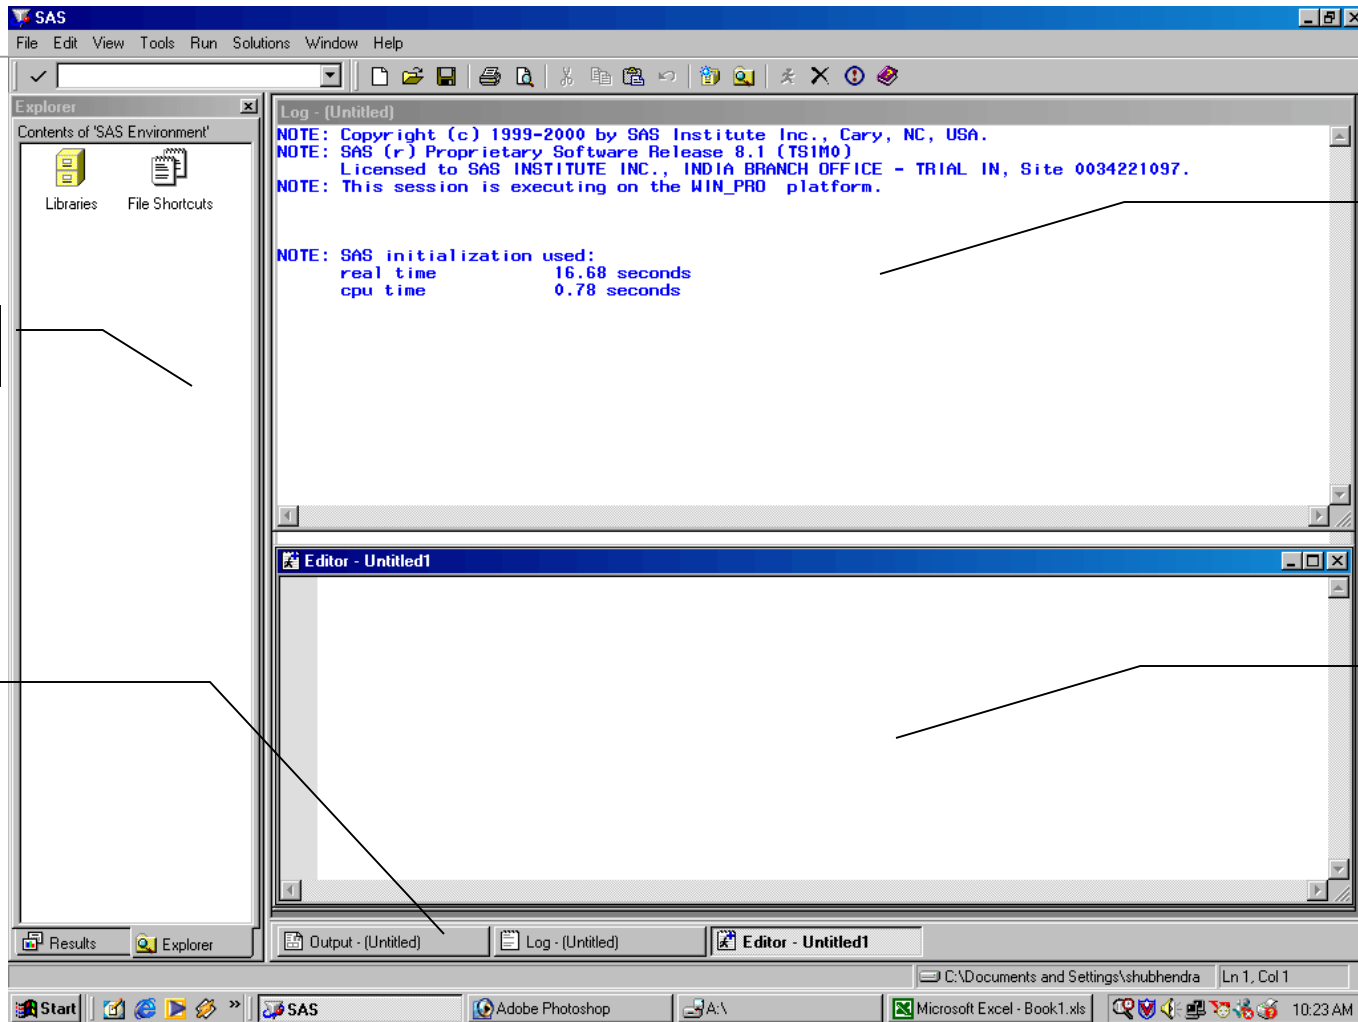 SAS
File Edit View Tools Run Solutions Window Help
Explorer
Contents of 'SAS Environment'
Libraries File Shortcuts
Results Explorer
Log - (Untitled)
NOTE: Copyright (c) 1999-2000 by SAS Institute Inc., Cary, NC, USA.
NOTE: SAS (r) Proprietary Software Release 8.1 (TS1M0)
Licensed to SAS INSTITUTE INC., INDIA BRANCH OFFICE - TRIAL IN, Site 0034221097.
NOTE: This session is executing on the WIN_PRO platform.
NOTE: SAS initialization used:
real time 16.68 seconds
cpu time 0.78 seconds
Editor - Untitled1
Output - (Untitled) Log - (Untitled) Editor - Untitled1
C:\Documents and Settings\shubhendra Ln 1, Col 1
Start » SAS Adobe Photoshop A:\ Microsoft Excel - Book1.xls 10:23 AM